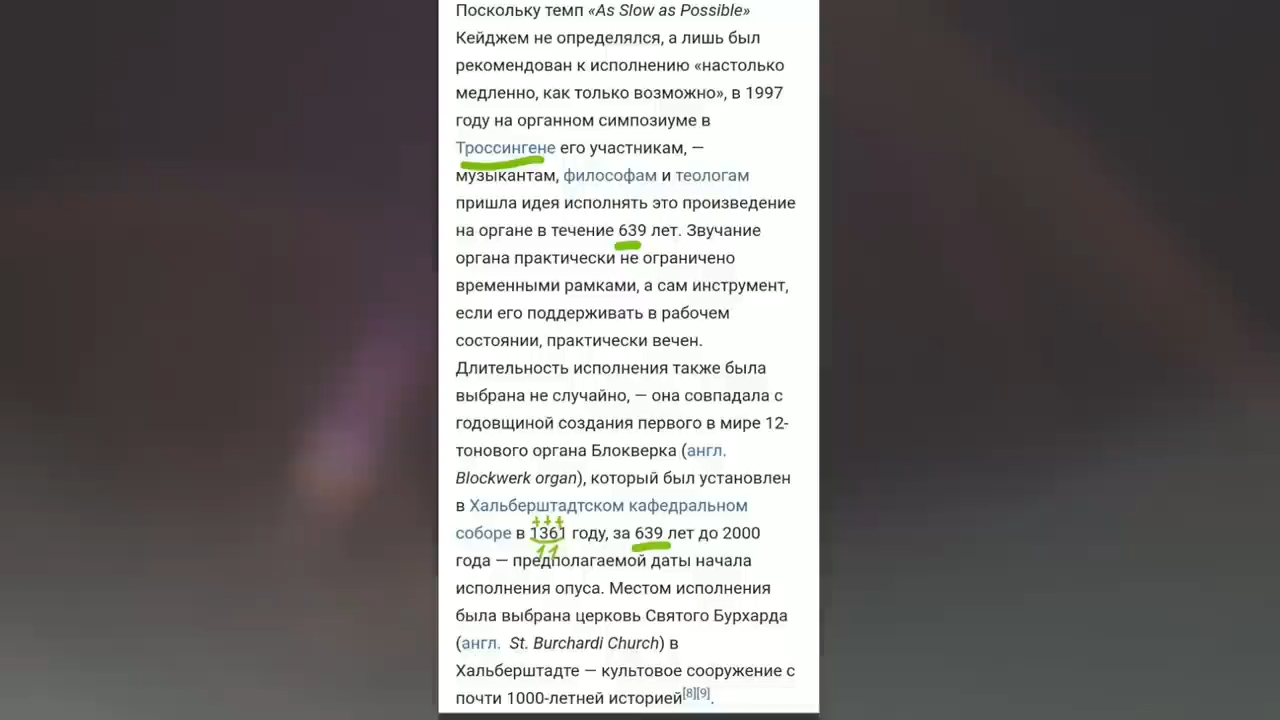 Поскольку темп «As Slow as Possible»
Кейджем не определялся, а лишь был
рекомендован к исполнению «настолько
медленно, как только возможно», в 1997
году на органном симпозиуме в
Троссингене его участникам, —
музыкантам, философам и теологам
пришла идея исполнять это произведение
на органе в течение 639 лет. Звучание
органа практически не ограничено
временными рамками, а сам инструмент,
если его поддерживать в рабочем
состоянии, практически вечен.
Длительность исполнения также была
выбрана не случайно, — она совпадала с
годовщиной создания первого в мире 12-
тонового органа Блокверка (англ.
Blockwerk organ), который был установлен
в Хальберштадтском кафедральном
+++
соборе в 1361 году, за 639 лет до 2000
11
года — предполагаемой даты начала
исполнения опуса. Местом исполнения
была выбрана церковь Святого Бурхарда
(англ. St. Burchardi Church) в
Хальберштадте — культовое сооружение с
почти 1000-летней историей[8][9].